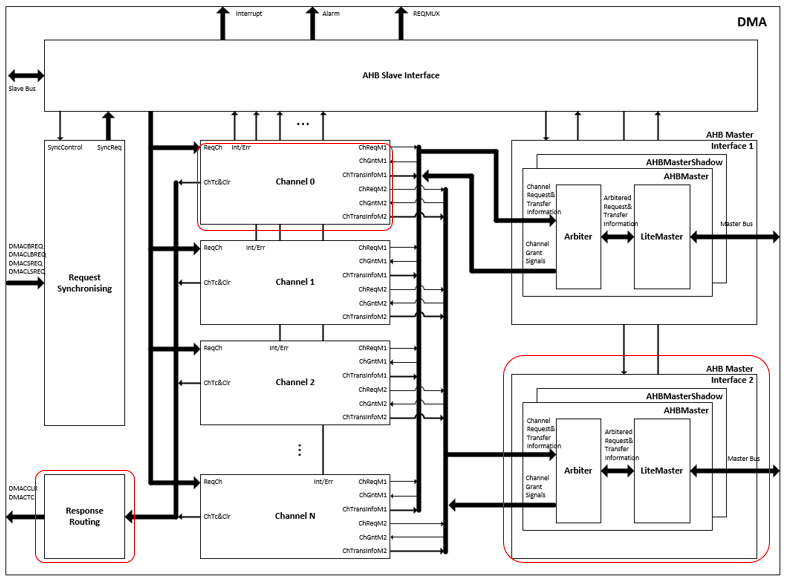 DMA
Interrupt
Alarm
REQMUX
AHB Slave Interface
Slave Bus
...
SyncControl
SyncReq
Request
Synchronising
DMACBREQ
DMACLBREQ
DMACSREQ
DMACLSREQ
ReqCh
Int/Err
ChTc&Clr
Channel 0
ChReqM1
ChGntM1
ChTransInfoM1
ChReqM2
ChGntM2
ChTransInfoM2
ReqCh
Int/Err
ChTc&Clr
Channel 1
ChReqM1
ChGntM1
ChTransInfoM1
ChReqM2
ChGntM2
ChTransInfoM2
ReqCh
Int/Err
ChTc&Clr
Channel 2
ChReqM1
ChGntM1
ChTransInfoM1
ChReqM2
ChGntM2
ChTransInfoM2
...
ReqCh
Int/Err
ChTc&Clr
Channel N
ChReqM1
ChGntM1
ChTransInfoM1
ChReqM2
ChGntM2
ChTransInfoM2
DMACCLR
DMACTC
Response
Routing
AHB Master
Interface 1
AHBMasterShadow
AHBMaster
Channel
Request&
Transfer
Information
Channel
Grant
Signals
Arbiter
Arbitered
Request&
Transfer
Information
LiteMaster
Master Bus
AHB Master
Interface 2
AHBMasterShadow
AHBMaster
Channel
Request&
Transfer
Information
Channel
Grant
Signals
Arbiter
Arbitered
Request&
Transfer
Information
LiteMaster
Master Bus